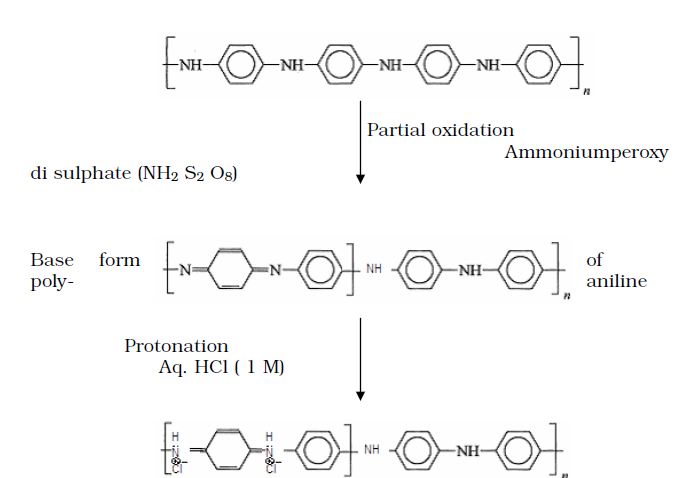 NH NH NH NH n
Partial oxidation
Ammoniumperoxy
di sulphate (NH₂ S₂ O₈)
Base form of
N N NH NH n
poly- aniline
Protonation
Aq. HCl ( 1 M)
H H
N N NH NH
Cl Cl n